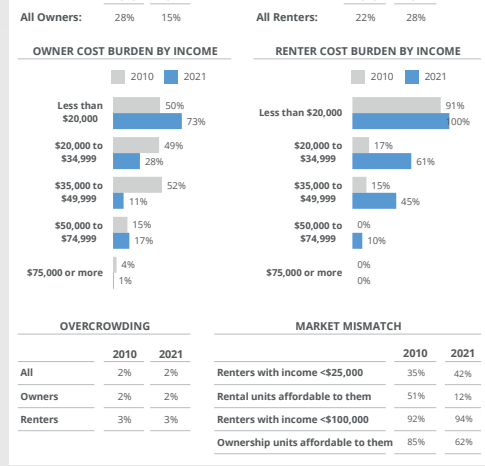 All Owners: 28% 15%
All Renters: 22% 28%
OWNER COST BURDEN BY INCOME
2010 2021
Less than $20,000 50% 73%
$20,000 to $34,999 49% 28%
$35,000 to $49,999 52% 11%
$50,000 to $74,999 15% 17%
$75,000 or more 4% 1%
RENTER COST BURDEN BY INCOME
2010 2021
Less than $20,000 91% 100%
$20,000 to $34,999 17% 61%
$35,000 to $49,999 15% 45%
$50,000 to $74,999 0% 10%
$75,000 or more 0% 0%
OVERCROWDING
2010 2021
All 2% 2%
Owners 2% 2%
Renters 3% 3%
MARKET MISMATCH
2010 2021
Renters with income <$25,000 35% 42%
Rental units affordable to them 51% 12%
Renters with income <$100,000 92% 94%
Ownership units affordable to them 85% 62%